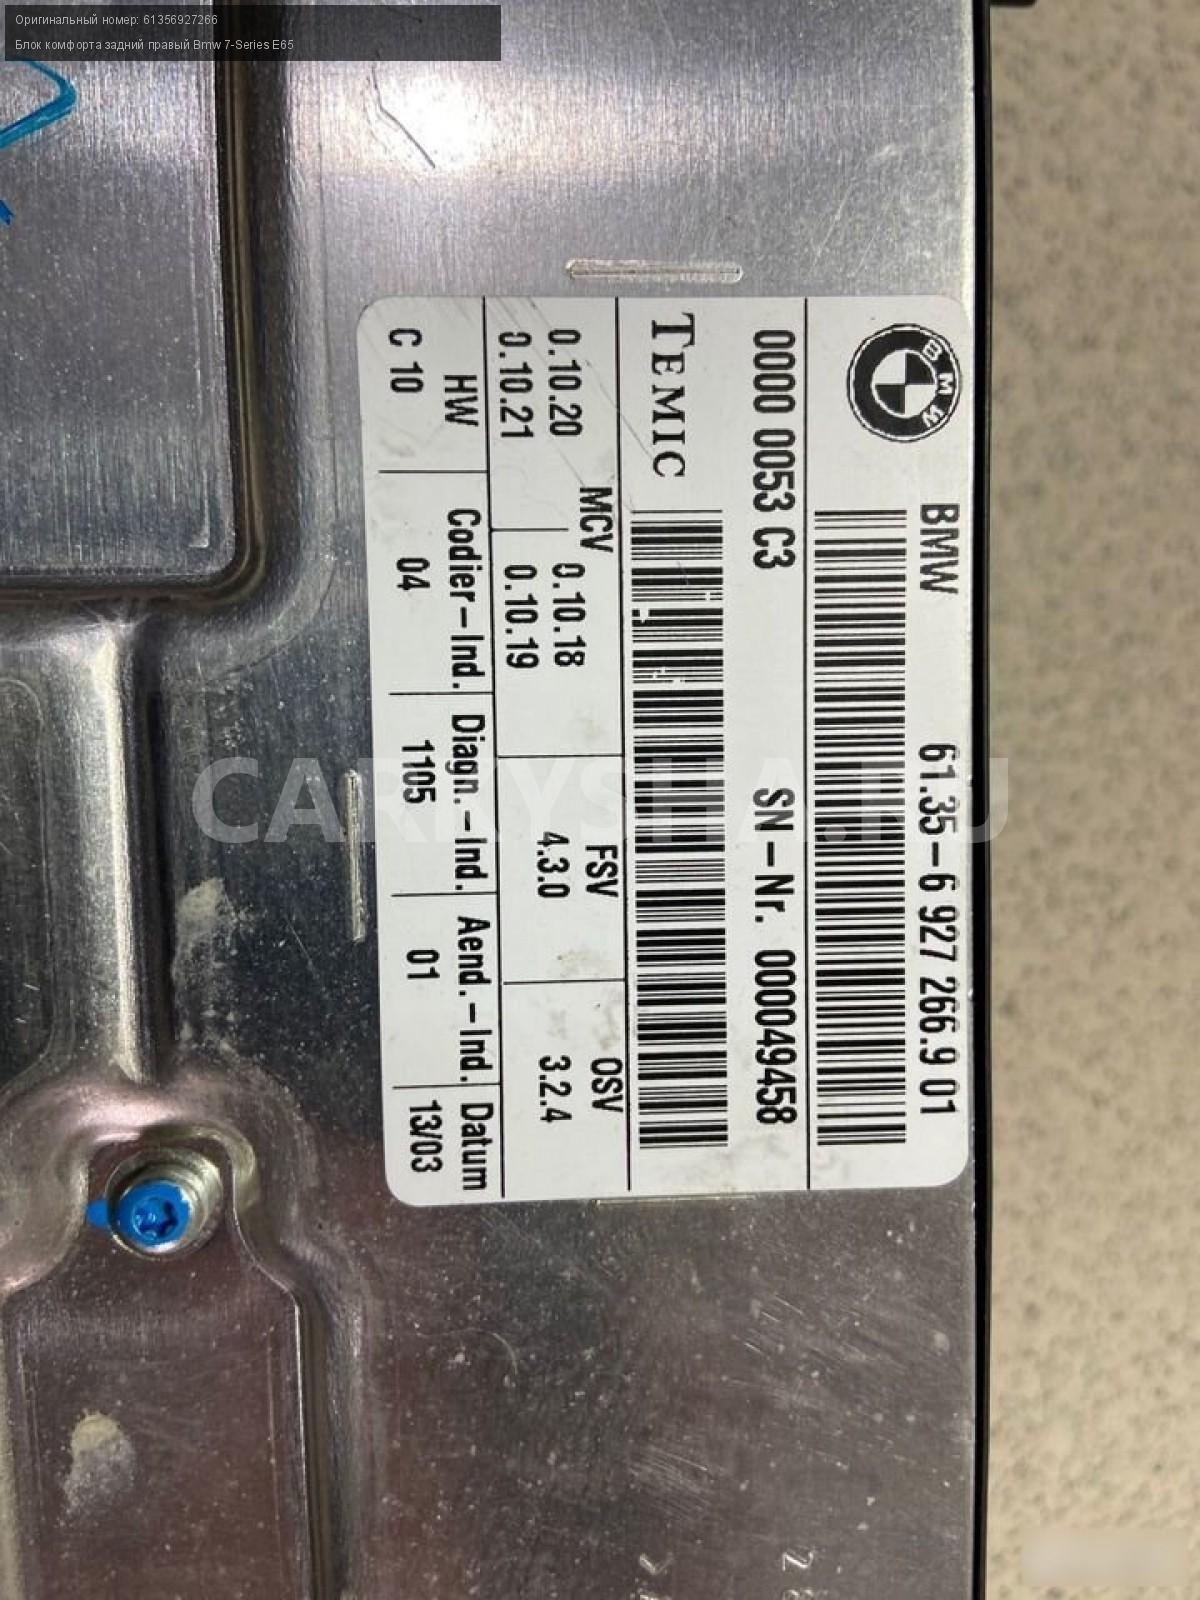 Оригинальный номер: 61356927266
Блок комфорта задний правый Bmw 7-Series E65
BMW
BMW 61.35-6 927 266.9 01
0000 0053 C3 SN-Nr. 000049458
TEMIC
MCV FSV OSV
0.10.20 0.10.18 4.3.0 3.2.4
0.10.21 0.10.19
HW Codier-Ind. Diagn.-Ind. Aend.-Ind. Datum
C 10 04 1105 01 13/03
CARRYSHA.RU